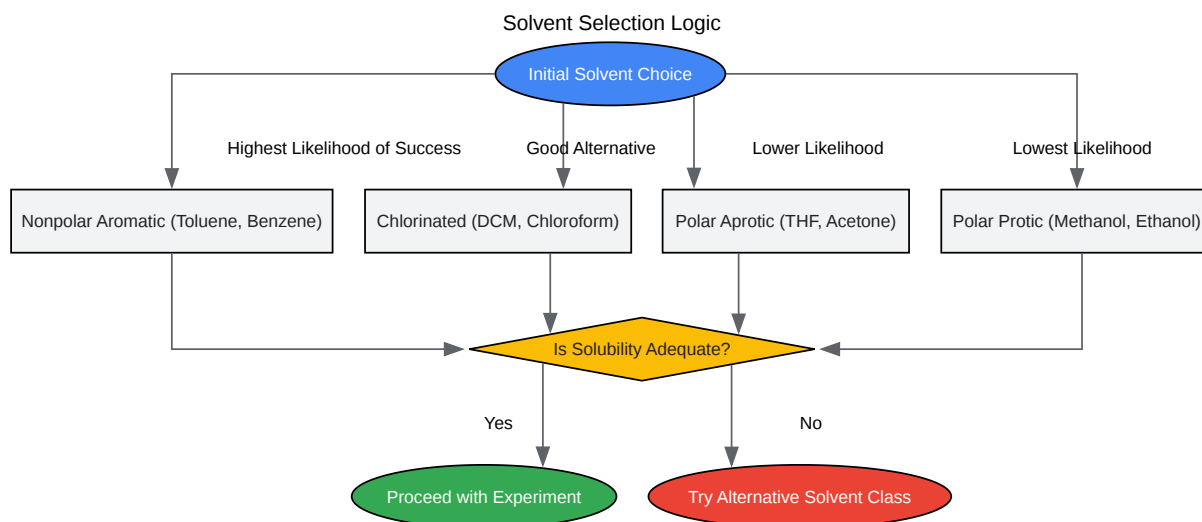 Solvent Selection Logic
Initial Solvent Choice
Highest Likelihood of Success
Good Alternative
Lower Likelihood
Lowest Likelihood
Nonpolar Aromatic (Toluene, Benzene)
Chlorinated (DCM, Chloroform)
Polar Aprotic (THF, Acetone)
Polar Protic (Methanol, Ethanol)
Is Solubility Adequate?
Yes
No
Proceed with Experiment
Try Alternative Solvent Class